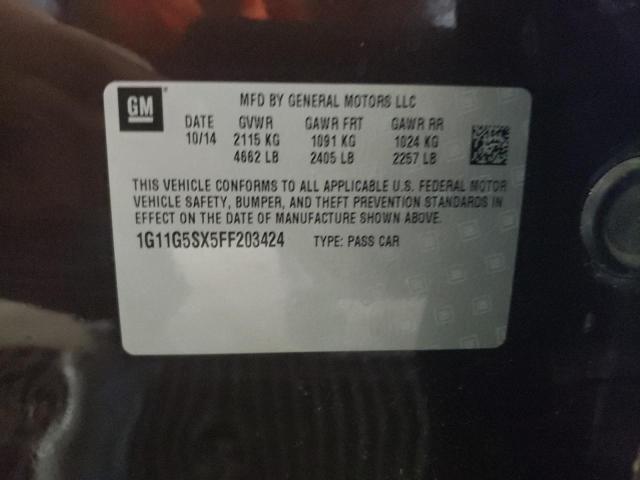 GM ® MFD BY GENERAL MOTORS LLC
DATE GVWR GAWR FRT GAWR RR
10/14 2115 KG 1091 KG 1024 KG
4662 LB 2405 LB 2257 LB
THIS VEHICLE CONFORMS TO ALL APPLICABLE U.S. FEDERAL MOTOR
VEHICLE SAFETY, BUMPER, AND THEFT PREVENTION STANDARDS IN
EFFECT ON THE DATE OF MANUFACTURE SHOWN ABOVE.
1G11G5SX5FF203424 TYPE: PASS CAR